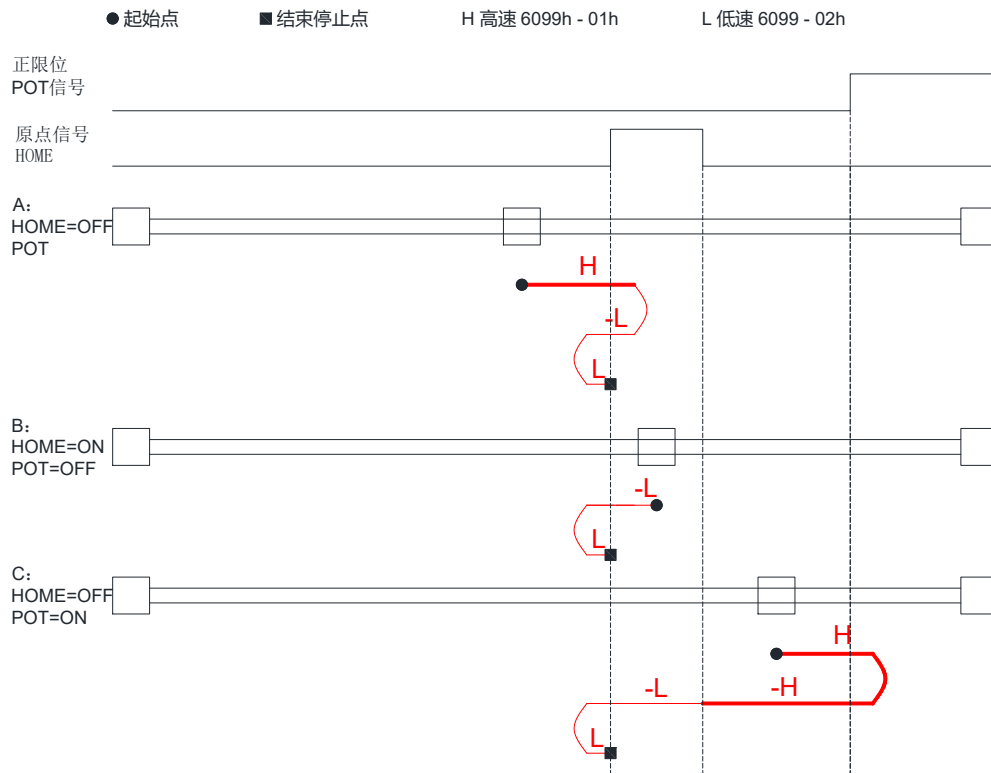 起始点 结束停止点 H 高速 6099h - 01h L 低速 6099 - 02h
正限位
POT信号
原点信号
HOME
A:
HOME=OFF
POT
H
-L
L
B:
HOME=ON
POT=OFF
-L
L
C:
HOME=OFF
POT=ON
H
-L -H
L